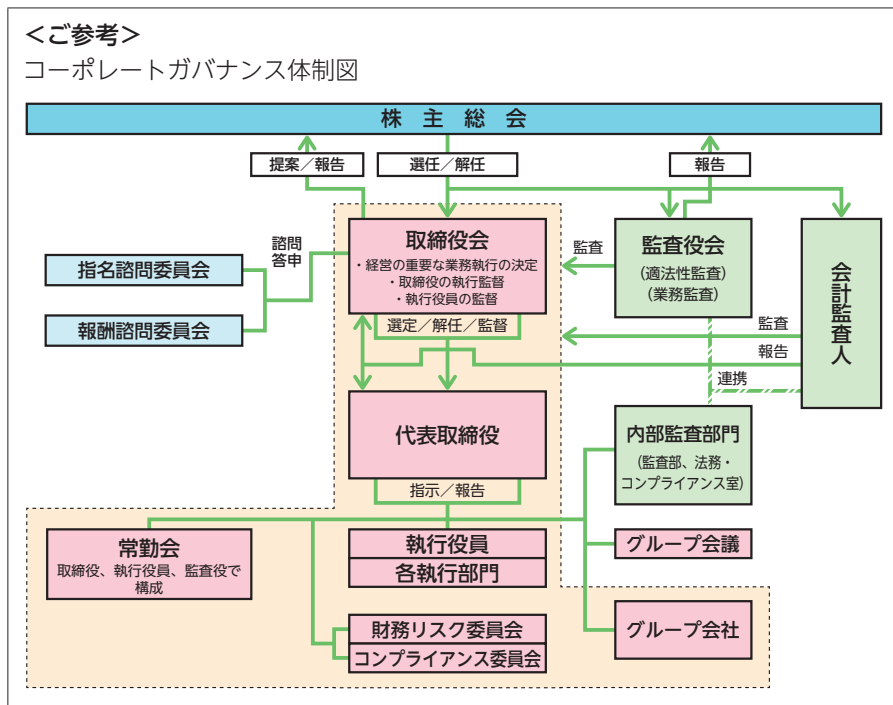 <ご参考>
コーポレートガバナンス体制図
株主総会
提案／報告
選任／解任
報告
取締役会
・経営の重要な業務執行の決定
・取締役の執行監督
・執行役員の監督
選定／解任／監督
諮問
答申
指名諮問委員会
報酬諮問委員会
監査
監査役会
(適法性監査)
(業務監査)
会計監査人
監査
報告
連携
代表取締役
指示／報告
内部監査部門
(監査部、法務・
コンプライアンス室)
常勤会
取締役、執行役員、監査役で
構成
執行役員
各執行部門
グループ会議
財務リスク委員会
コンプライアンス委員会
グループ会社